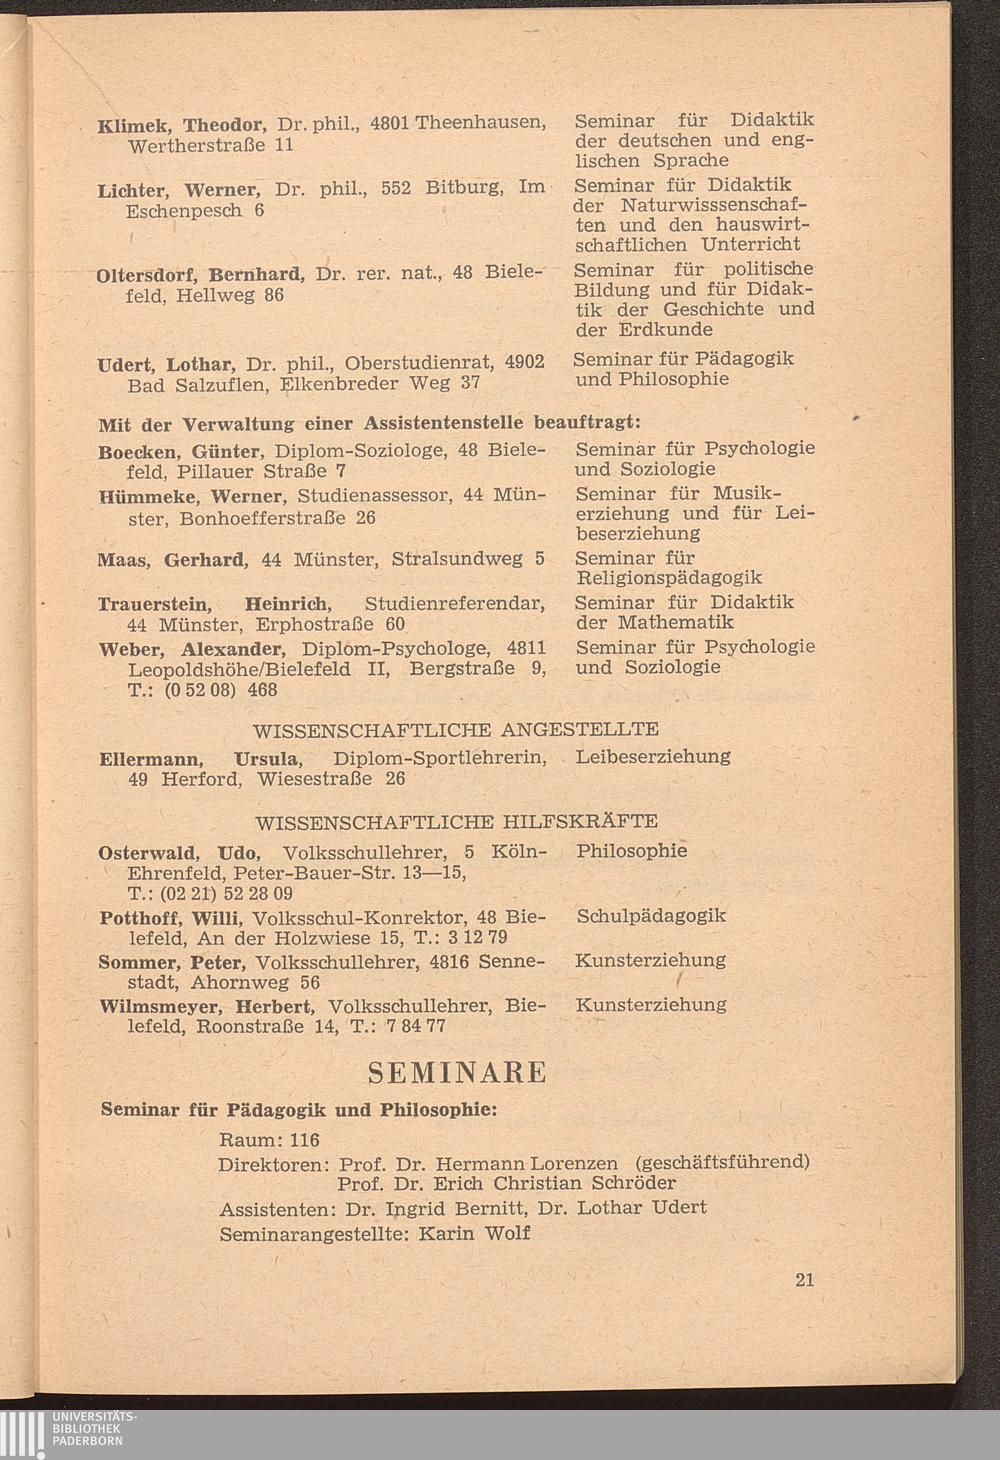 Klimek, Theodor, Dr. phil., 4801 Theenhausen,
Wertherstraße 11
Seminar für Didaktik
der deutschen und eng-
lischen Sprache
Lichter, Werner, Dr. phil., 552 Bitburg, Im
Eschenpesch 6
Seminar für Didaktik
der Naturwisssenschaf-
ten und den hauswirt-
schaftlichen Unterricht
Oltersdorf, Bernhard, Dr. rer. nat., 48 Biele-
feld, Hellweg 86
Seminar für politische
Bildung und für Didak-
tik der Geschichte und
der Erdkunde
Udert, Lothar, Dr. phil., Oberstudienrat, 4902
Bad Salzuflen, Elkenbreder Weg 37
Seminar für Pädagogik
und Philosophie
Mit der Verwaltung einer Assistentenstelle beauftragt:
Boecken, Günter, Diplom-Soziologe, 48 Biele-
feld, Pillauer Straße 7
Seminar für Psychologie
und Soziologie
Hümmeke, Werner, Studienassessor, 44 Mün-
ster, Bonhoefferstraße 26
Seminar für Musik-
erziehung und für Lei-
beserziehung
Maas, Gerhard, 44 Münster, Stralsundweg 5
Seminar für
Religionspädagogik
Trauerstein, Heinrich, Studienreferendar,
44 Münster, Erphostraße 60
Seminar für Didaktik
der Mathematik
Weber, Alexander, Diplom-Psychologe, 4811
Leopoldshöhe/Bielefeld II, Bergstraße 9,
T.: (0 52 08) 468
Seminar für Psychologie
und Soziologie
WISSENSCHAFTLICHE ANGESTELLTE
Ellermann, Ursula, Diplom-Sportlehrerin,
49 Herford, Wiesestraße 26
Leibeserziehung
WISSENSCHAFTLICHE HILFSKRÄFTE
Osterwald, Udo, Volksschullehrer, 5 Köln-
Ehrenfeld, Peter-Bauer-Str. 13—15,
T.: (02 21) 52 28 09
Philosophie
Potthoff, Willi, Volksschul-Konrektor, 48 Bie-
lefeld, An der Holzwiese 15, T.: 3 12 79
Schulpädagogik
Sommer, Peter, Volksschullehrer, 4816 Senne-
stadt, Ahornweg 56
Kunsterziehung
Wilmsmeyer, Herbert, Volksschullehrer, Bie-
lefeld, Roonstraße 14, T.: 7 84 77
Kunsterziehung
SEMINARE
Seminar für Pädagogik und Philosophie:
Raum: 116
Direktoren: Prof. Dr. Hermann Lorenzen (geschäftsführend)
Prof. Dr. Erich Christian Schröder
Assistenten: Dr. Ingrid Bernitt, Dr. Lothar Udert
Seminarangestellte: Karin Wolf
21
UNIVERSITÄTS-
BIBLIOTHEK
PADERBORN